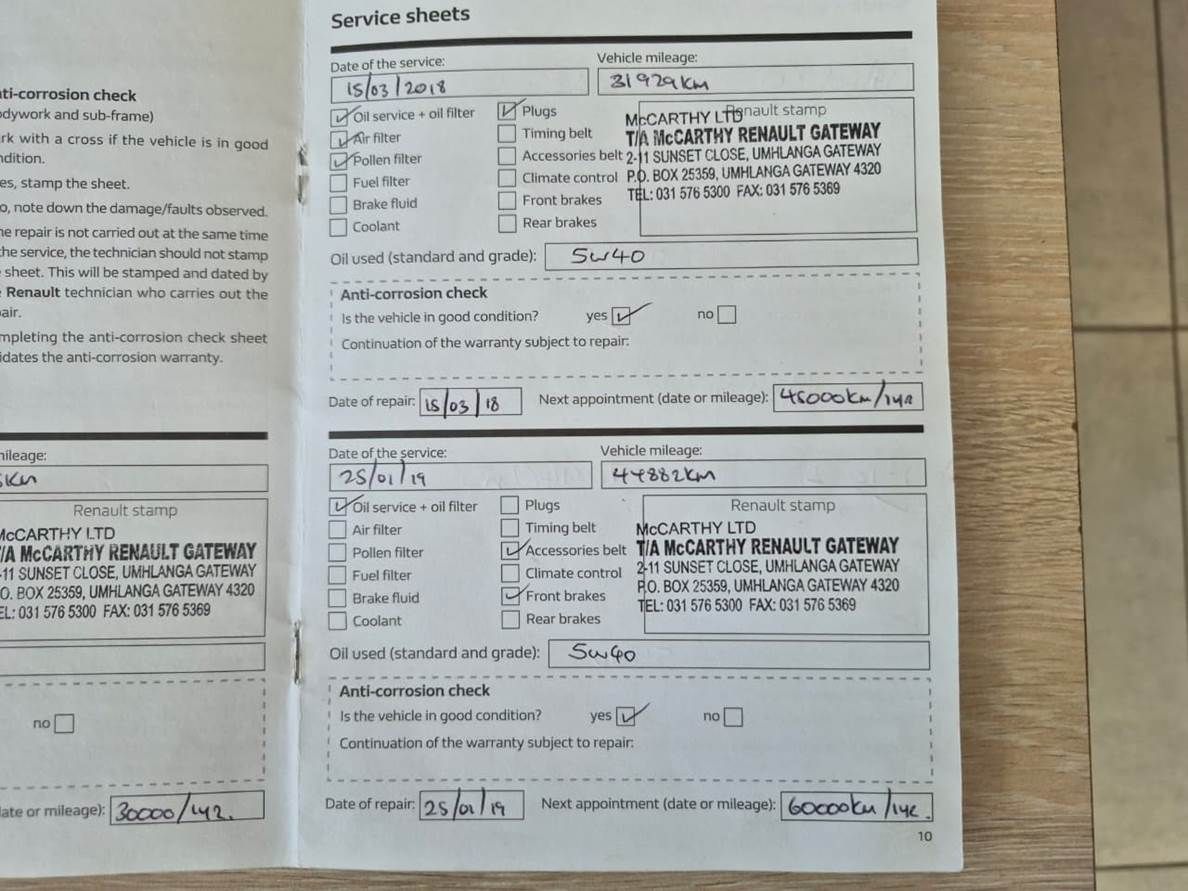 ti-corrosion check
odywork and sub-frame)
rk with a cross if the vehicle is in good
ndition.
es, stamp the sheet.
o, note down the damage/faults observed.
he repair is not carried out at the same time
the service, the technician should not stamp
sheet. This will be stamped and dated by
Renault technician who carries out the
pair.
mpleting the anti-corrosion check sheet
idates the anti-corrosion warranty.
mileage:
Km
Renault stamp
McCARTHY LTD
T/A McCARTHY RENAULT GATEWAY
-11 SUNSET CLOSE, UMHLANGA GATEWAY
O. BOX 25359, UMHLANGA GATEWAY 4320
EL: 031 576 5300 FAX: 031 576 5369
no
late or mileage): 30000/1yr.
Service sheets
Date of the service: Vehicle mileage:
15/03/2018 31929km
Oil service + oil filter Plugs Renault stamp
Air filter Timing belt
Pollen filter Accessories belt
Fuel filter Climate control
Brake fluid Front brakes
Coolant Rear brakes
McCARTHY LTD
T/A McCARTHY RENAULT GATEWAY
2-11 SUNSET CLOSE, UMHLANGA GATEWAY
P.O. BOX 25359, UMHLANGA GATEWAY 4320
TEL: 031 576 5300 FAX: 031 576 5369
Oil used (standard and grade): 5w40
Anti-corrosion check
Is the vehicle in good condition? yes no
Continuation of the warranty subject to repair:
Date of repair: 15/03/18 Next appointment (date or mileage): 45000km/1yr
Date of the service: Vehicle mileage:
25/01/19 44882km
Oil service + oil filter Plugs Renault stamp
Air filter Timing belt
Pollen filter Accessories belt
Fuel filter Climate control
Brake fluid Front brakes
Coolant Rear brakes
McCARTHY LTD
T/A McCARTHY RENAULT GATEWAY
2-11 SUNSET CLOSE, UMHLANGA GATEWAY
P.O. BOX 25359, UMHLANGA GATEWAY 4320
TEL: 031 576 5300 FAX: 031 576 5369
Oil used (standard and grade): 5w40
Anti-corrosion check
Is the vehicle in good condition? yes no
Continuation of the warranty subject to repair:
Date of repair: 25/01/19 Next appointment (date or mileage): 60000km/1yr.
10